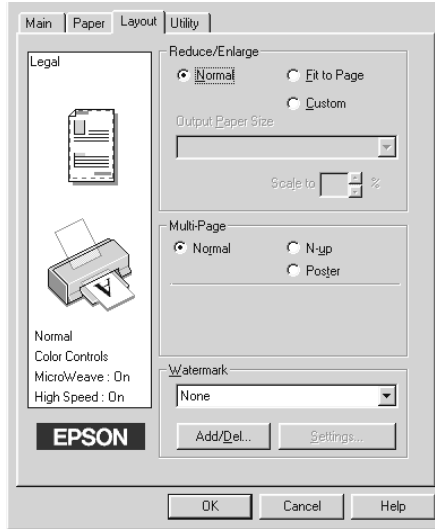 Main Paper Layout Utility
Legal
Normal
Color Controls
MicroWeave : On
High Speed : On
EPSON
Reduce/Enlarge
Normal Fit to Page
Custom
Output Paper Size
Scale to %
Multi-Page
Normal N-up
Poster
Watermark
None
Add/Del... Settings...
OK Cancel Help